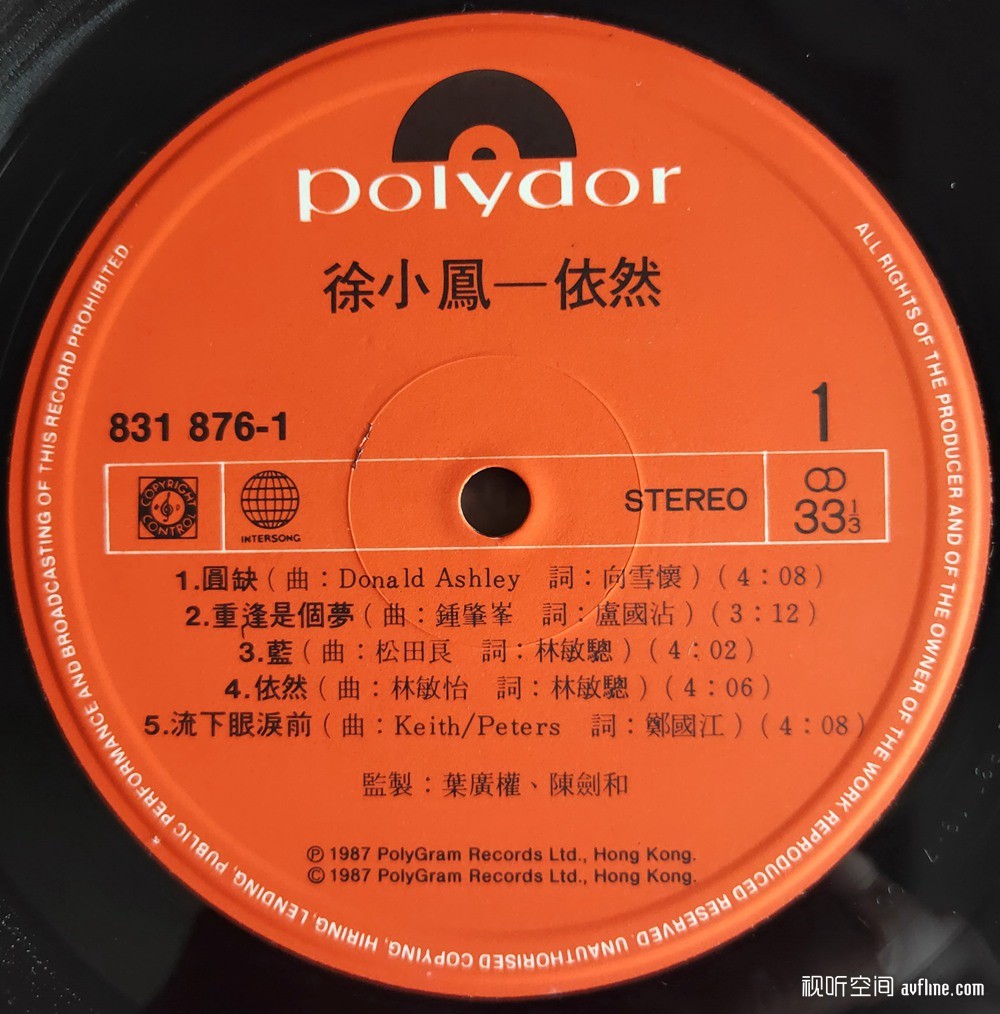 polydor
徐小鳳—依然
831 876-1
1
COPYRIGHT CONTROL
INTERSONG
STEREO
33⅓
1.圓缺(曲：Donald Ashley 詞：向雪懷)(4：08)
2.重逢是個夢(曲：鍾肇峯 詞：盧國沾)(3：12)
3.藍(曲：松田良 詞：林敏驄)(4：02)
4.依然(曲：林敏怡 詞：林敏驄)(4：06)
5.流下眼淚前(曲：Keith/Peters 詞：鄭國江)(4：08)
監製：葉廣權、陳劍和
Ⓟ 1987 PolyGram Records Ltd., Hong Kong.
© 1987 PolyGram Records Ltd., Hong Kong.
ALL RIGHTS OF THE PRODUCER AND OF THE OWNER OF THE WORK REPRODUCED RESERVED. UNAUTHORISED COPYING, HIRING, LENDING, PUBLIC PERFORMANCE AND BROADCASTING OF THIS RECORD PROHIBITED.
视听空间 avfline.com